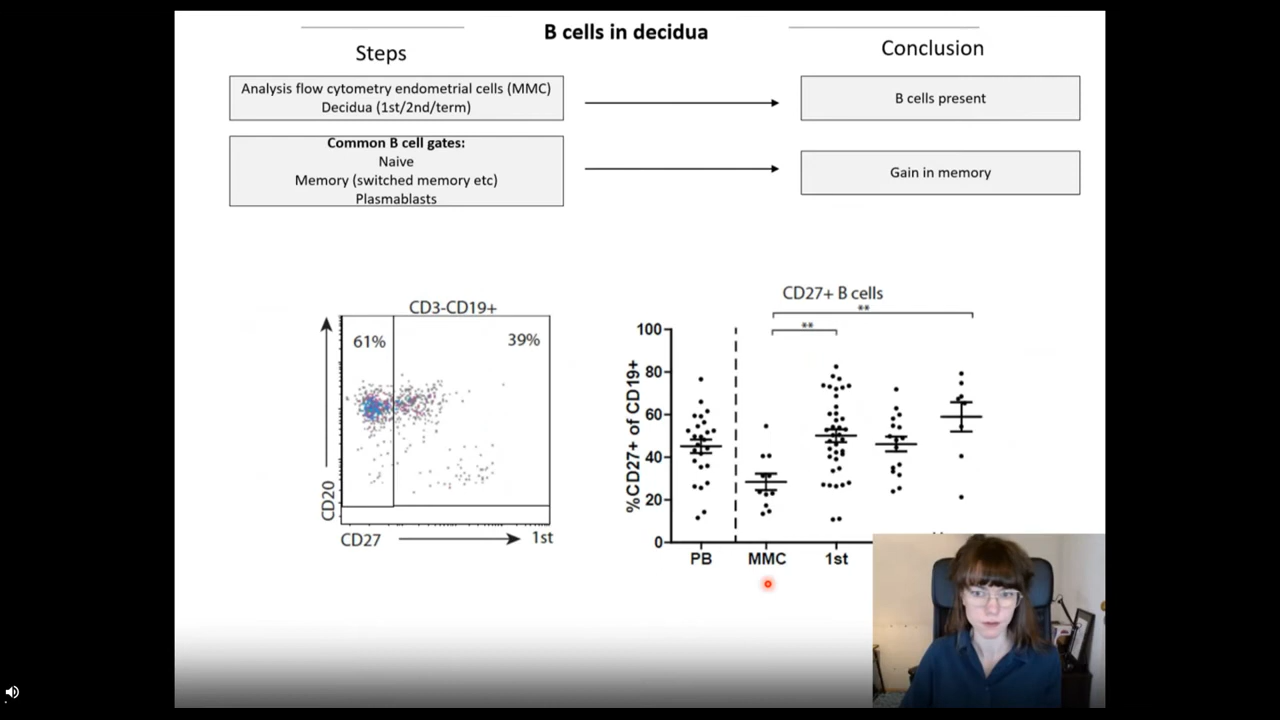 B cells in decidua
Steps
Conclusion
Analysis flow cytometry endometrial cells (MMC)
Decidua (1st/2nd/term)
B cells present
Common B cell gates:
Naive
Memory (switched memory etc)
Plasmablasts
Gain in memory
CD3-CD19+
61%
39%
CD20
CD27
1st
CD27+ B cells
**
**
%CD27+ of CD19+
100
80
60
40
20
0
PB
MMC
1st